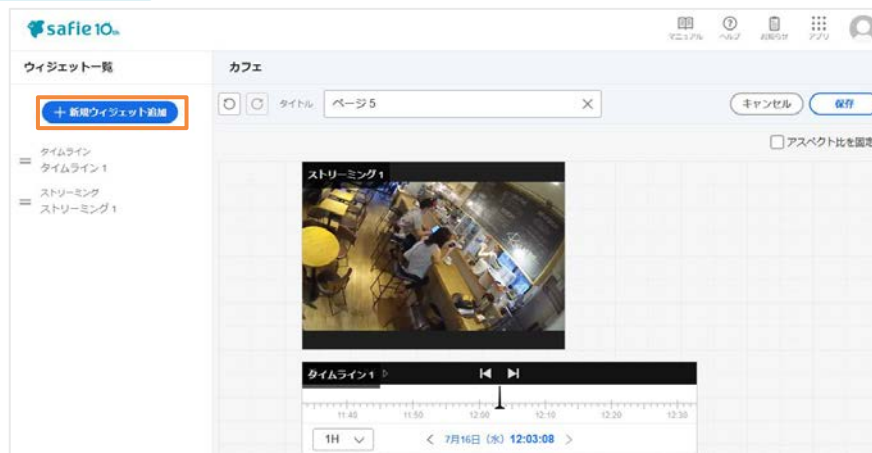 safie 10th
マニュアル
ヘルプ
お知らせ
アプリ
ウィジェット一覧
カフェ
+ 新規ウィジェット追加
タイトル
ページ 5
キャンセル
保存
アスペクト比を固定
タイムライン
タイムライン 1
ストリーミング
ストリーミング 1
ストリーミング 1
タイムライン 1
11:40 11:50 12:00 12:10 12:20 12:30
1H
7月16日(水) 12:03:08